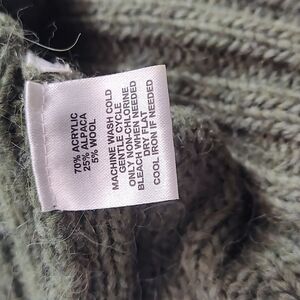 70% ACRYLIC
25% ALPACA
5% WOOL
MACHINE WASH COLD
GENTLE CYCLE
ONLY NON-CHLORINE
BLEACH WHEN NEEDED
DRY FLAT
COOL IRON IF NEEDED